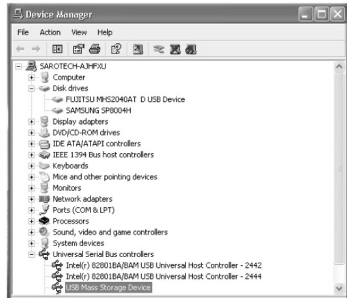 Device Manager
File Action View Help
SAROTECH-AJHFXU
Computer
Disk drives
FUJITSU MHS2040AT D USB Device
SAMSUNG SP8004H
Display adapters
DVD/CD-ROM drives
IDE ATA/ATAPI controllers
IEEE 1394 Bus host controllers
Keyboards
Mice and other pointing devices
Monitors
Network adapters
Ports (COM & LPT)
Processors
Sound, video and game controllers
System devices
Universal Serial Bus controllers
Intel(r) 82801BA/BAM USB Universal Host Controller - 2442
Intel(r) 82801BA/BAM USB Universal Host Controller - 2444
USB Mass Storage Device